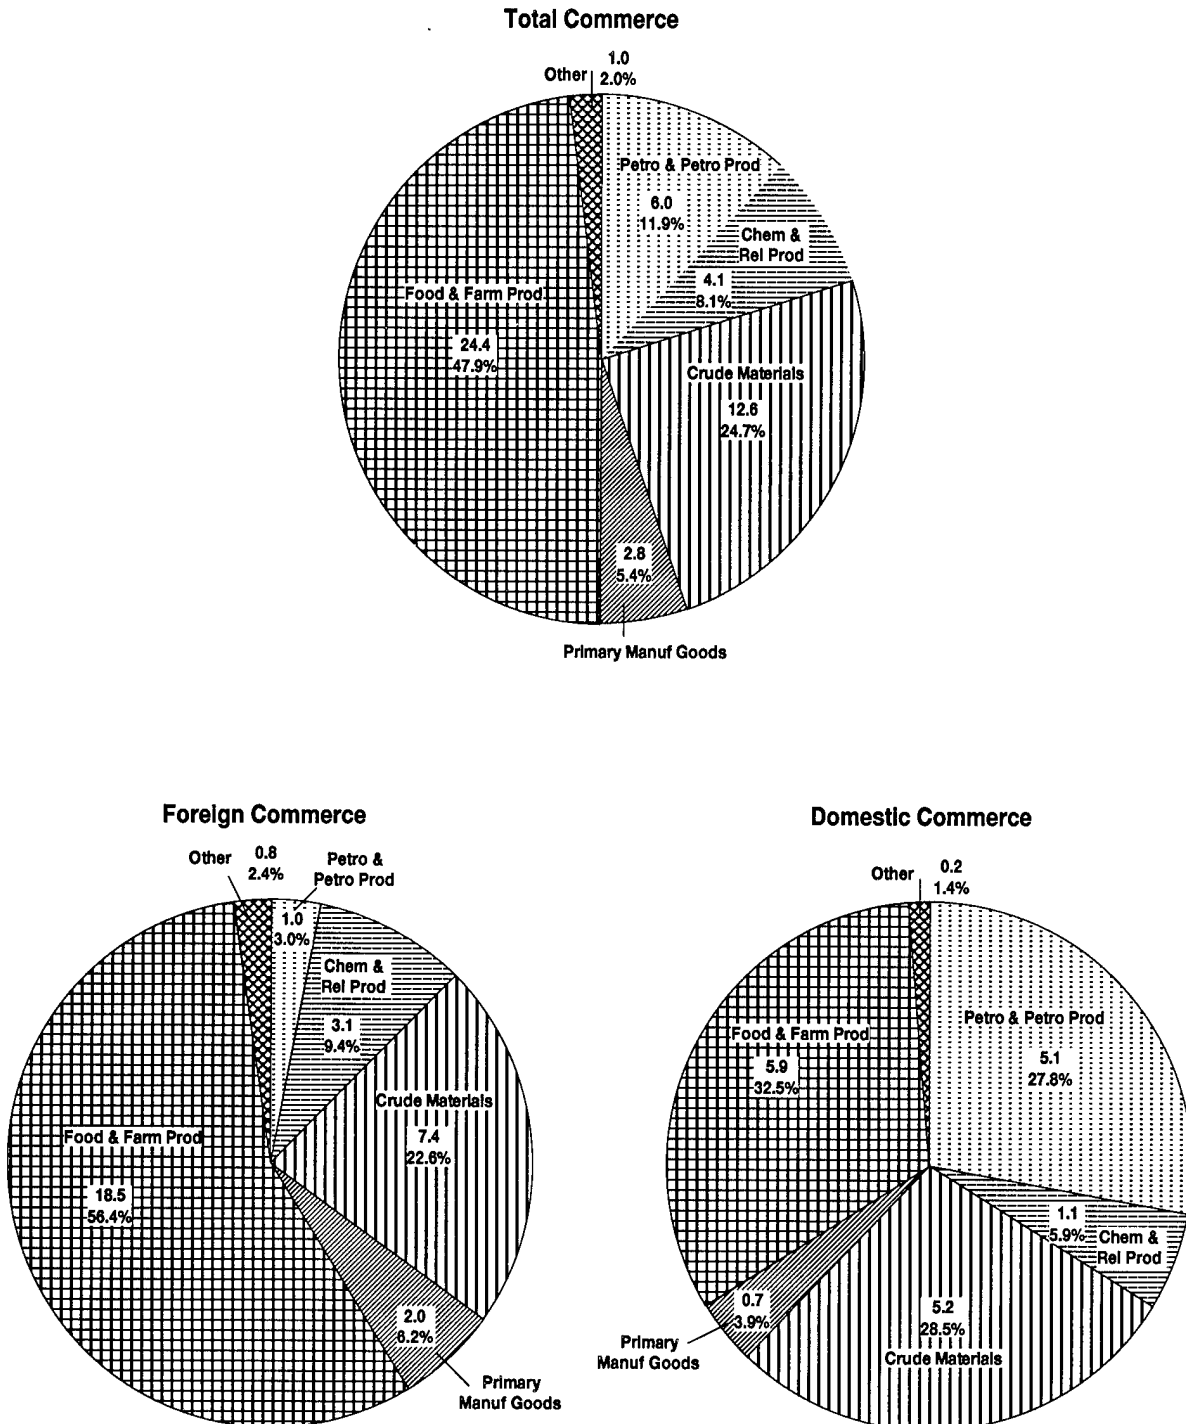 Total Commerce
Other
1.0
2.0%
Petro & Petro Prod
6.0
11.9%
Chem &
Rel Prod
4.1
8.1%
Food & Farm Prod
24.4
47.9%
Crude Materials
12.6
24.7%
2.8
5.4%
Primary Manuf Goods
Foreign Commerce
Other
0.8
2.4%
Petro &
Petro Prod
1.0
3.0%
Chem &
Rel Prod
3.1
9.4%
Crude Materials
7.4
22.6%
Food & Farm Prod
18.5
56.4%
2.0
6.2%
Primary
Manuf Goods
Domestic Commerce
Other
0.2
1.4%
Petro & Petro Prod
5.1
27.8%
Food & Farm Prod
5.9
32.5%
1.1
5.9%
Chem &
Rel Prod
0.7
3.9%
Primary
Manuf Goods
5.2
28.5%
Crude Materials